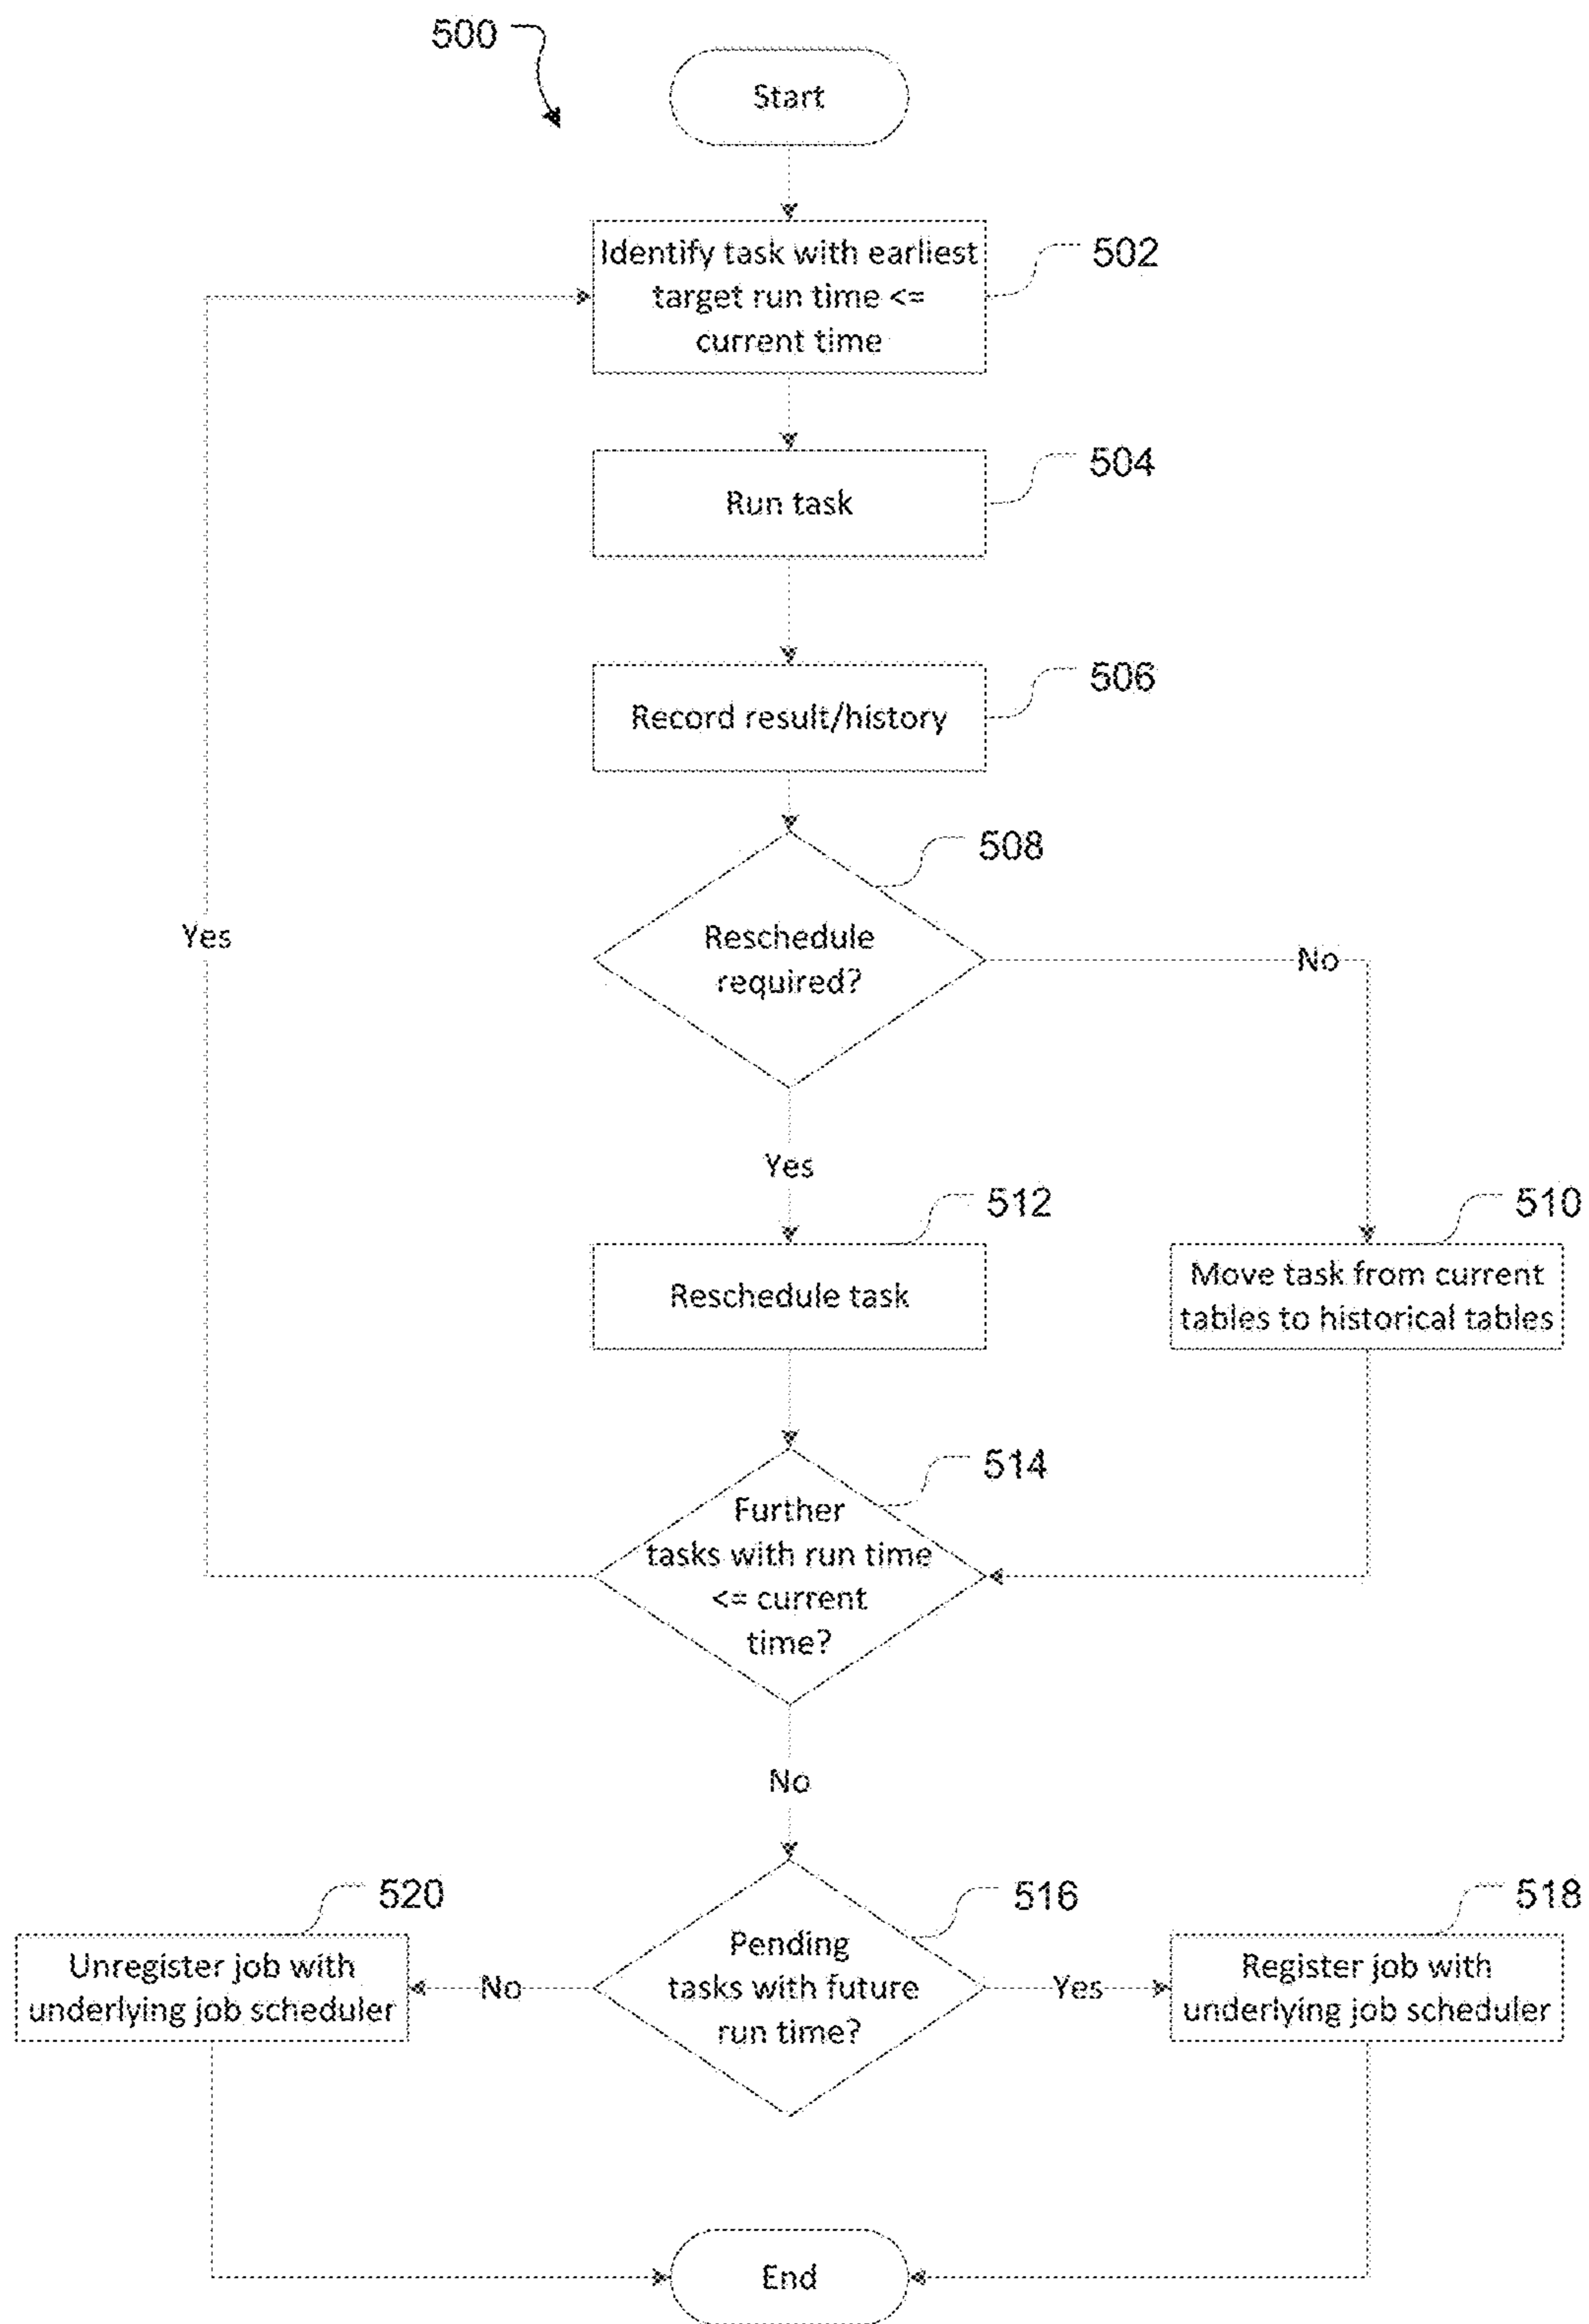 500
Start
Identify task with earliest
target run time <=
current time
502
Run task
504
Record result/history
506
508
Reschedule
required?
No
Yes
Yes
512
Reschedule task
510
Move task from current
tables to historical tables
514
Further
tasks with run time
<= current
time?
No
520
Unregister job with
underlying job scheduler
No
516
Pending
tasks with future
run time?
Yes
518
Register job with
underlying job scheduler
End